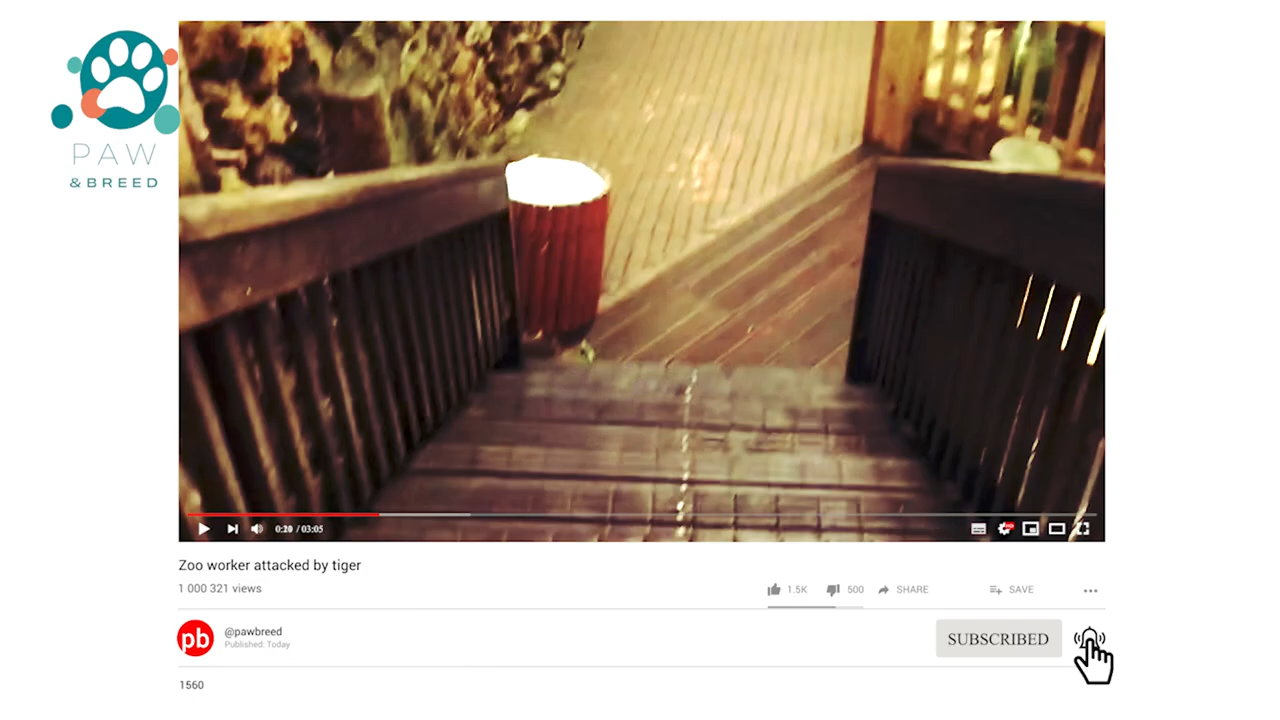 PAW
& BREED
0:20 / 03:05
Zoo worker attacked by tiger
1 000 321 views
1.5K
500
SHARE
SAVE
pb
@pawbreed
Published: Today
SUBSCRIBED
1560